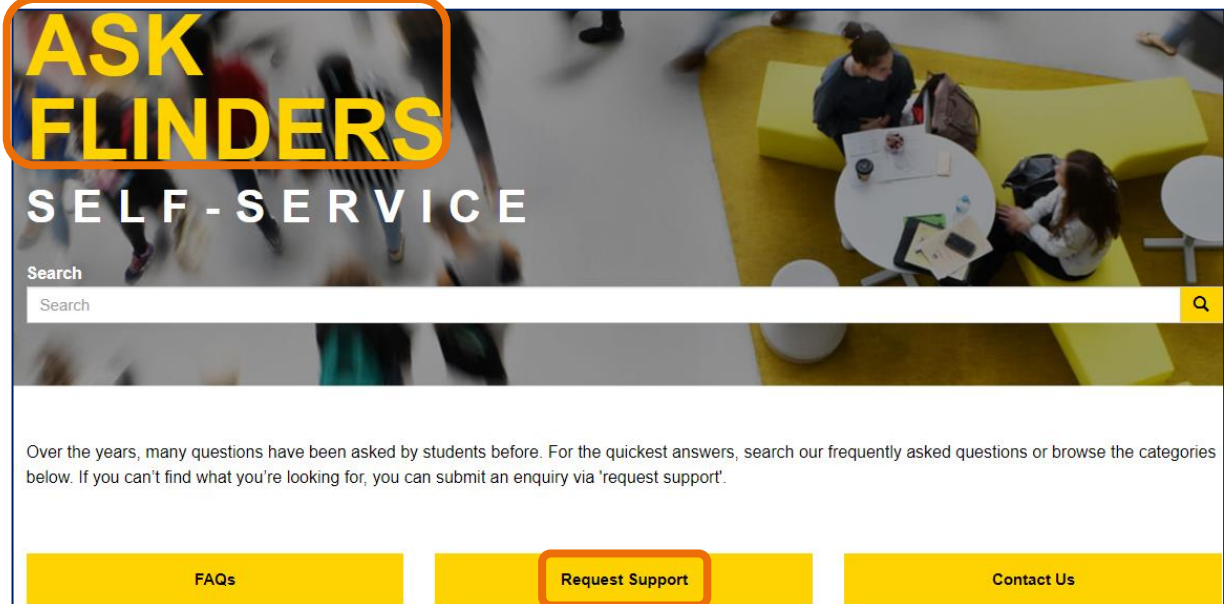 ASK
FLINDERS
SELF-SERVICE
Search
Search
Over the years, many questions have been asked by students before. For the quickest answers, search our frequently asked questions or browse the categories
below. If you can't find what you're looking for, you can submit an enquiry via 'request support'.
FAQs
Request Support
Contact Us